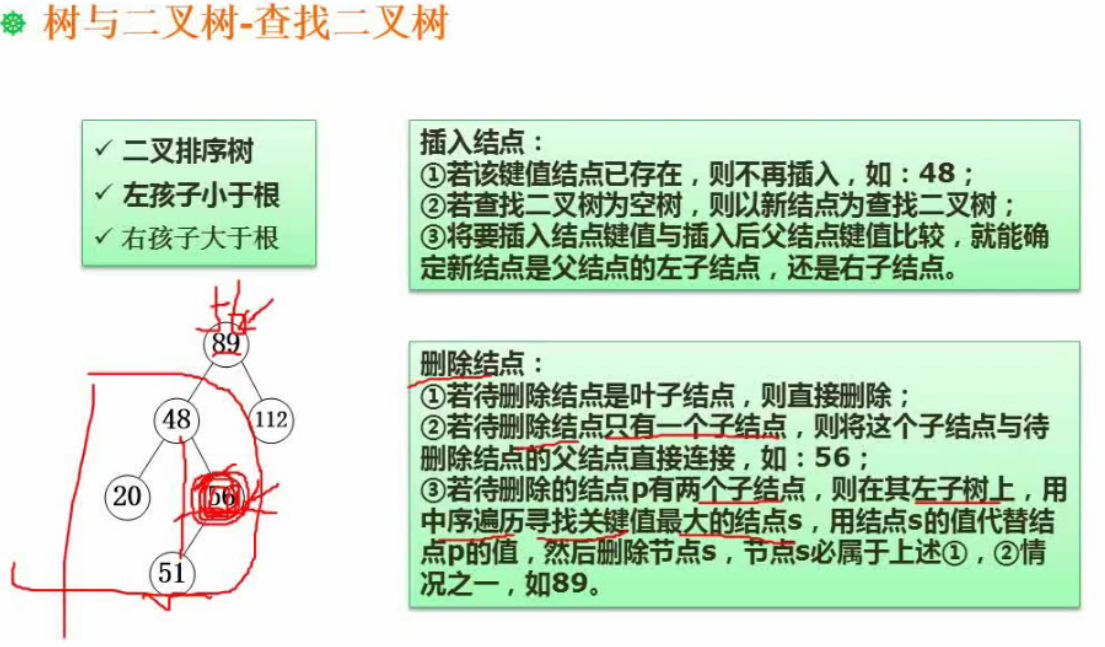 树与二叉树-查找二叉树
✓ 二叉排序树
✓ 左孩子小于根
✓ 右孩子大于根
插入结点：
①若该键值结点已存在，则不再插入，如：48；
②若查找二叉树为空树，则以新结点为查找二叉树；
③将要插入结点键值与插入后父结点键值比较，就能确
定新结点是父结点的左子结点，还是右子结点。
89
48
112
20
56
51
删除结点：
①若待删除结点是叶子结点，则直接删除；
②若待删除结点只有一个子结点，则将这个子结点与待
删除结点的父结点直接连接，如：56；
③若待删除的结点p有两个子结点，则在其左子树上，用
中序遍历寻找关键值最大的结点s，用结点s的值代替结
点p的值，然后删除节点s，节点s必属于上述①，②情
况之一，如89。